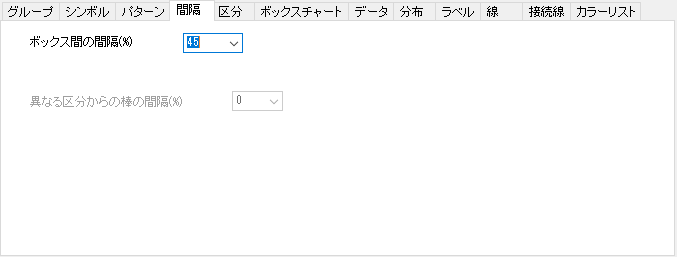 グループ シンボル パターン 間隔 区分 ボックスチャート データ 分布 ラベル 線 接続線 カラーリスト
ボックス間の間隔(%) 45
異なる区分からの棒の間隔(%) 0